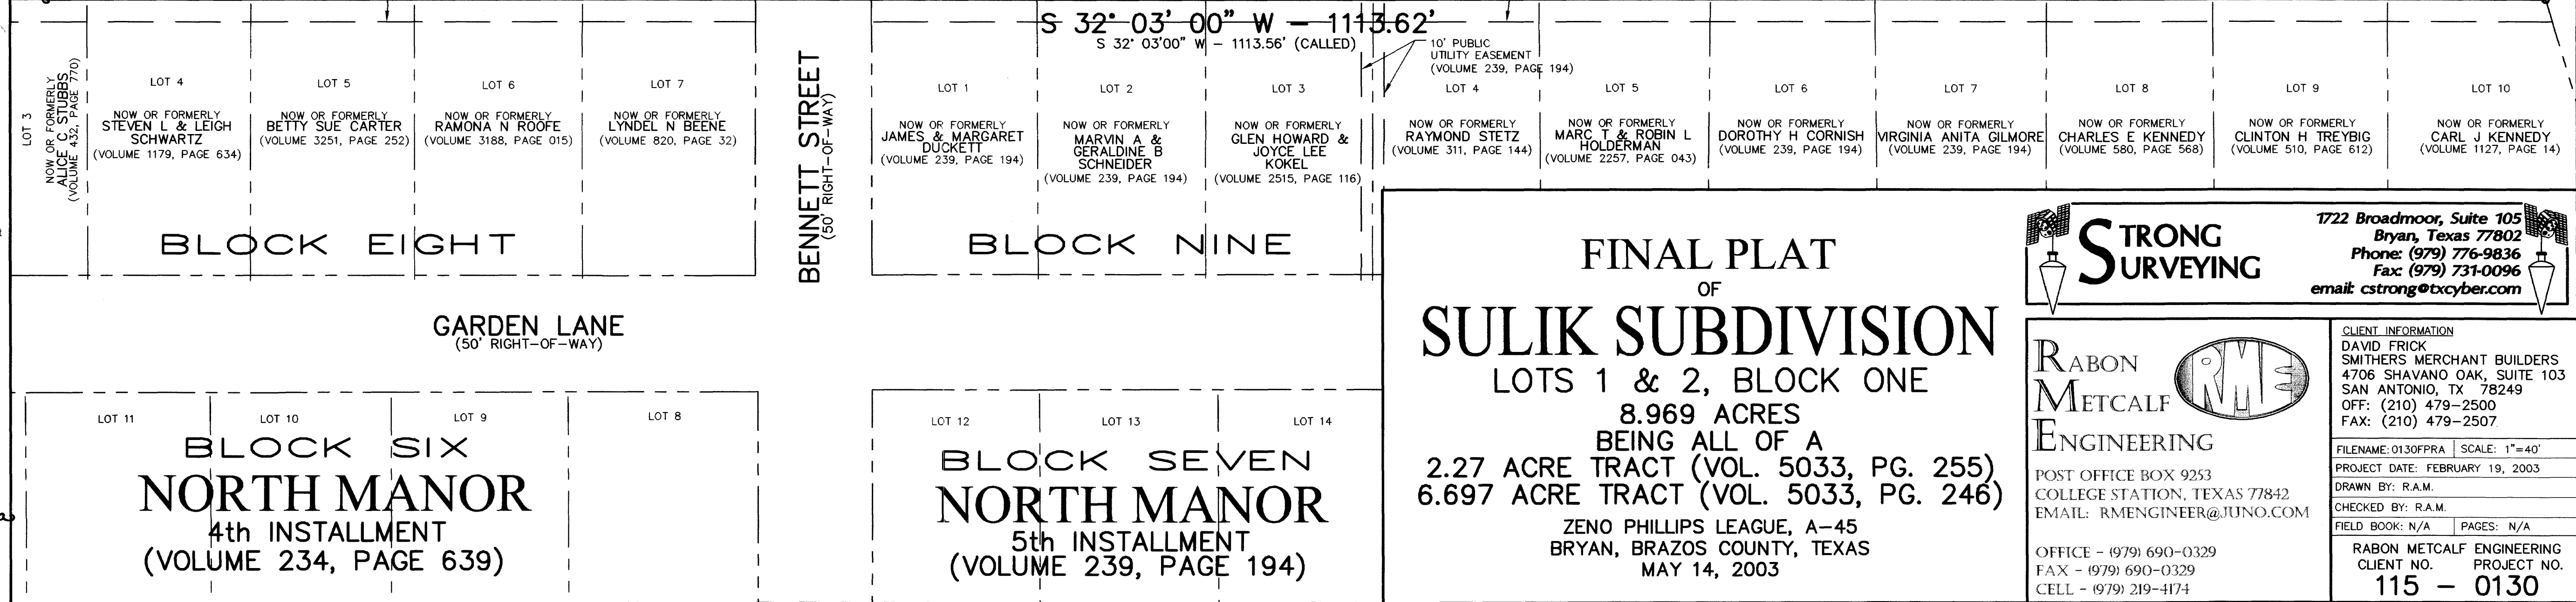 S 32° 03' 00" W – 1113.62'
S 32° 03'00" W – 1113.56' (CALLED)
10' PUBLIC
UTILITY EASEMENT
(VOLUME 239, PAGE 194)
LOT 3
NOW OR FORMERLY
ALICE C STUBBS
(VOLUME 432, PAGE 770)
LOT 4
NOW OR FORMERLY
STEVEN L & LEIGH
SCHWARTZ
(VOLUME 1179, PAGE 634)
LOT 5
NOW OR FORMERLY
BETTY SUE CARTER
(VOLUME 3251, PAGE 252)
LOT 6
NOW OR FORMERLY
RAMONA N ROOFE
(VOLUME 3188, PAGE 015)
LOT 7
NOW OR FORMERLY
LYNDEL N BEENE
(VOLUME 820, PAGE 32)
BLOCK EIGHT
BENNETT STREET
(50' RIGHT-OF-WAY)
LOT 1
NOW OR FORMERLY
JAMES & MARGARET
DUCKETT
(VOLUME 239, PAGE 194)
LOT 2
NOW OR FORMERLY
MARVIN A &
GERALDINE B
SCHNEIDER
(VOLUME 239, PAGE 194)
LOT 3
NOW OR FORMERLY
GLEN HOWARD &
JOYCE LEE
KOKEL
(VOLUME 2515, PAGE 116)
LOT 4
NOW OR FORMERLY
RAYMOND STETZ
(VOLUME 311, PAGE 144)
LOT 5
NOW OR FORMERLY
MARC T & ROBIN L
HOLDERMAN
(VOLUME 2257, PAGE 043)
LOT 6
NOW OR FORMERLY
DOROTHY H CORNISH
(VOLUME 239, PAGE 194)
LOT 7
NOW OR FORMERLY
VIRGINIA ANITA GILMORE
(VOLUME 239, PAGE 194)
LOT 8
NOW OR FORMERLY
CHARLES E KENNEDY
(VOLUME 580, PAGE 568)
LOT 9
NOW OR FORMERLY
CLINTON H TREYBIG
(VOLUME 510, PAGE 612)
LOT 10
NOW OR FORMERLY
CARL J KENNEDY
(VOLUME 1127, PAGE 14)
BLOCK NINE
GARDEN LANE
(50' RIGHT-OF-WAY)
LOT 11
LOT 10
LOT 9
LOT 8
BLOCK SIX
NORTH MANOR
4th INSTALLMENT
(VOLUME 234, PAGE 639)
LOT 12
LOT 13
LOT 14
BLOCK SEVEN
NORTH MANOR
5th INSTALLMENT
(VOLUME 239, PAGE 194)
FINAL PLAT
OF
SULIK SUBDIVISION
LOTS 1 & 2, BLOCK ONE
8.969 ACRES
BEING ALL OF A
2.27 ACRE TRACT (VOL. 5033, PG. 255)
6.697 ACRE TRACT (VOL. 5033, PG. 246)
ZENO PHILLIPS LEAGUE, A-45
BRYAN, BRAZOS COUNTY, TEXAS
MAY 14, 2003
STRONG
SURVEYING
1722 Broadmoor, Suite 105
Bryan, Texas 77802
Phone: (979) 776-9836
Fax: (979) 731-0096
email: cstrong@txcyber.com
RABON
METCALF
ENGINEERING
RME
POST OFFICE BOX 9253
COLLEGE STATION, TEXAS 77842
EMAIL: RMENGINEER@JUNO.COM
OFFICE - (979) 690-0329
FAX - (979) 690-0329
CELL - (979) 219-4174
CLIENT INFORMATION
DAVID FRICK
SMITHERS MERCHANT BUILDERS
4706 SHAVANO OAK, SUITE 103
SAN ANTONIO, TX 78249
OFF: (210) 479-2500
FAX: (210) 479-2507
FILENAME: 0130FPRA SCALE: 1"=40'
PROJECT DATE: FEBRUARY 19, 2003
DRAWN BY: R.A.M.
CHECKED BY: R.A.M.
FIELD BOOK: N/A PAGES: N/A
RABON METCALF ENGINEERING
CLIENT NO. PROJECT NO.
115 – 0130